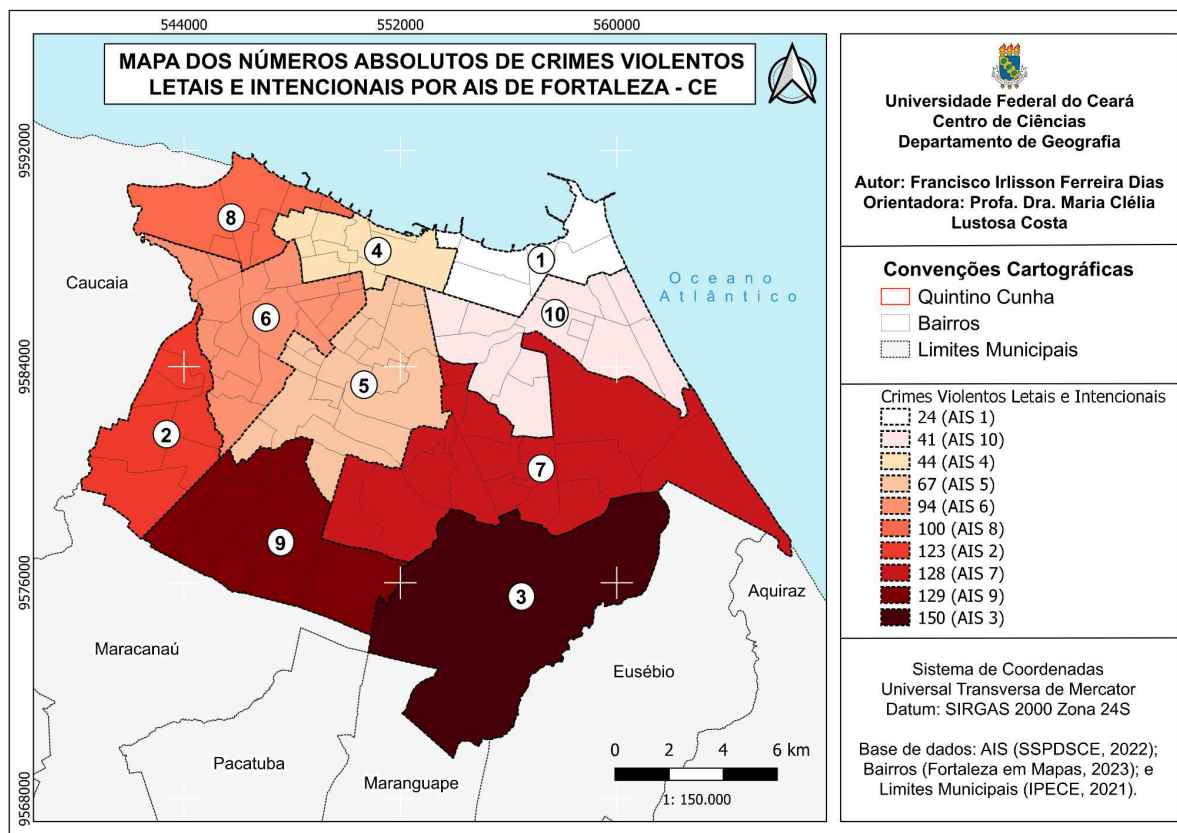 544000
552000
560000
MAPA DOS NÚMEROS ABSOLUTOS DE CRIMES VIOLENTOS
LETAIS E INTENCIONAIS POR AIS DE FORTALEZA - CE
9592000
9584000
9576000
9568000
8
4
1
10
6
5
2
7
9
3
Caucaia
Oceano
Atlântico
Maracanaú
Pacatuba
Maranguape
Eusébio
Aquiraz
0 2 4 6 km
1: 150.000
Universidade Federal do Ceará
Centro de Ciências
Departamento de Geografia
Autor: Francisco Irlisson Ferreira Dias
Orientadora: Profa. Dra. Maria Clélia
Lustosa Costa
Convenções Cartográficas
Quintino Cunha
Bairros
Limites Municipais
Crimes Violentos Letais e Intencionais
24 (AIS 1)
41 (AIS 10)
44 (AIS 4)
67 (AIS 5)
94 (AIS 6)
100 (AIS 8)
123 (AIS 2)
128 (AIS 7)
129 (AIS 9)
150 (AIS 3)
Sistema de Coordenadas
Universal Transversa de Mercator
Datum: SIRGAS 2000 Zona 24S
Base de dados: AIS (SSPDSCE, 2022);
Bairros (Fortaleza em Mapas, 2023); e
Limites Municipais (IPECE, 2021).